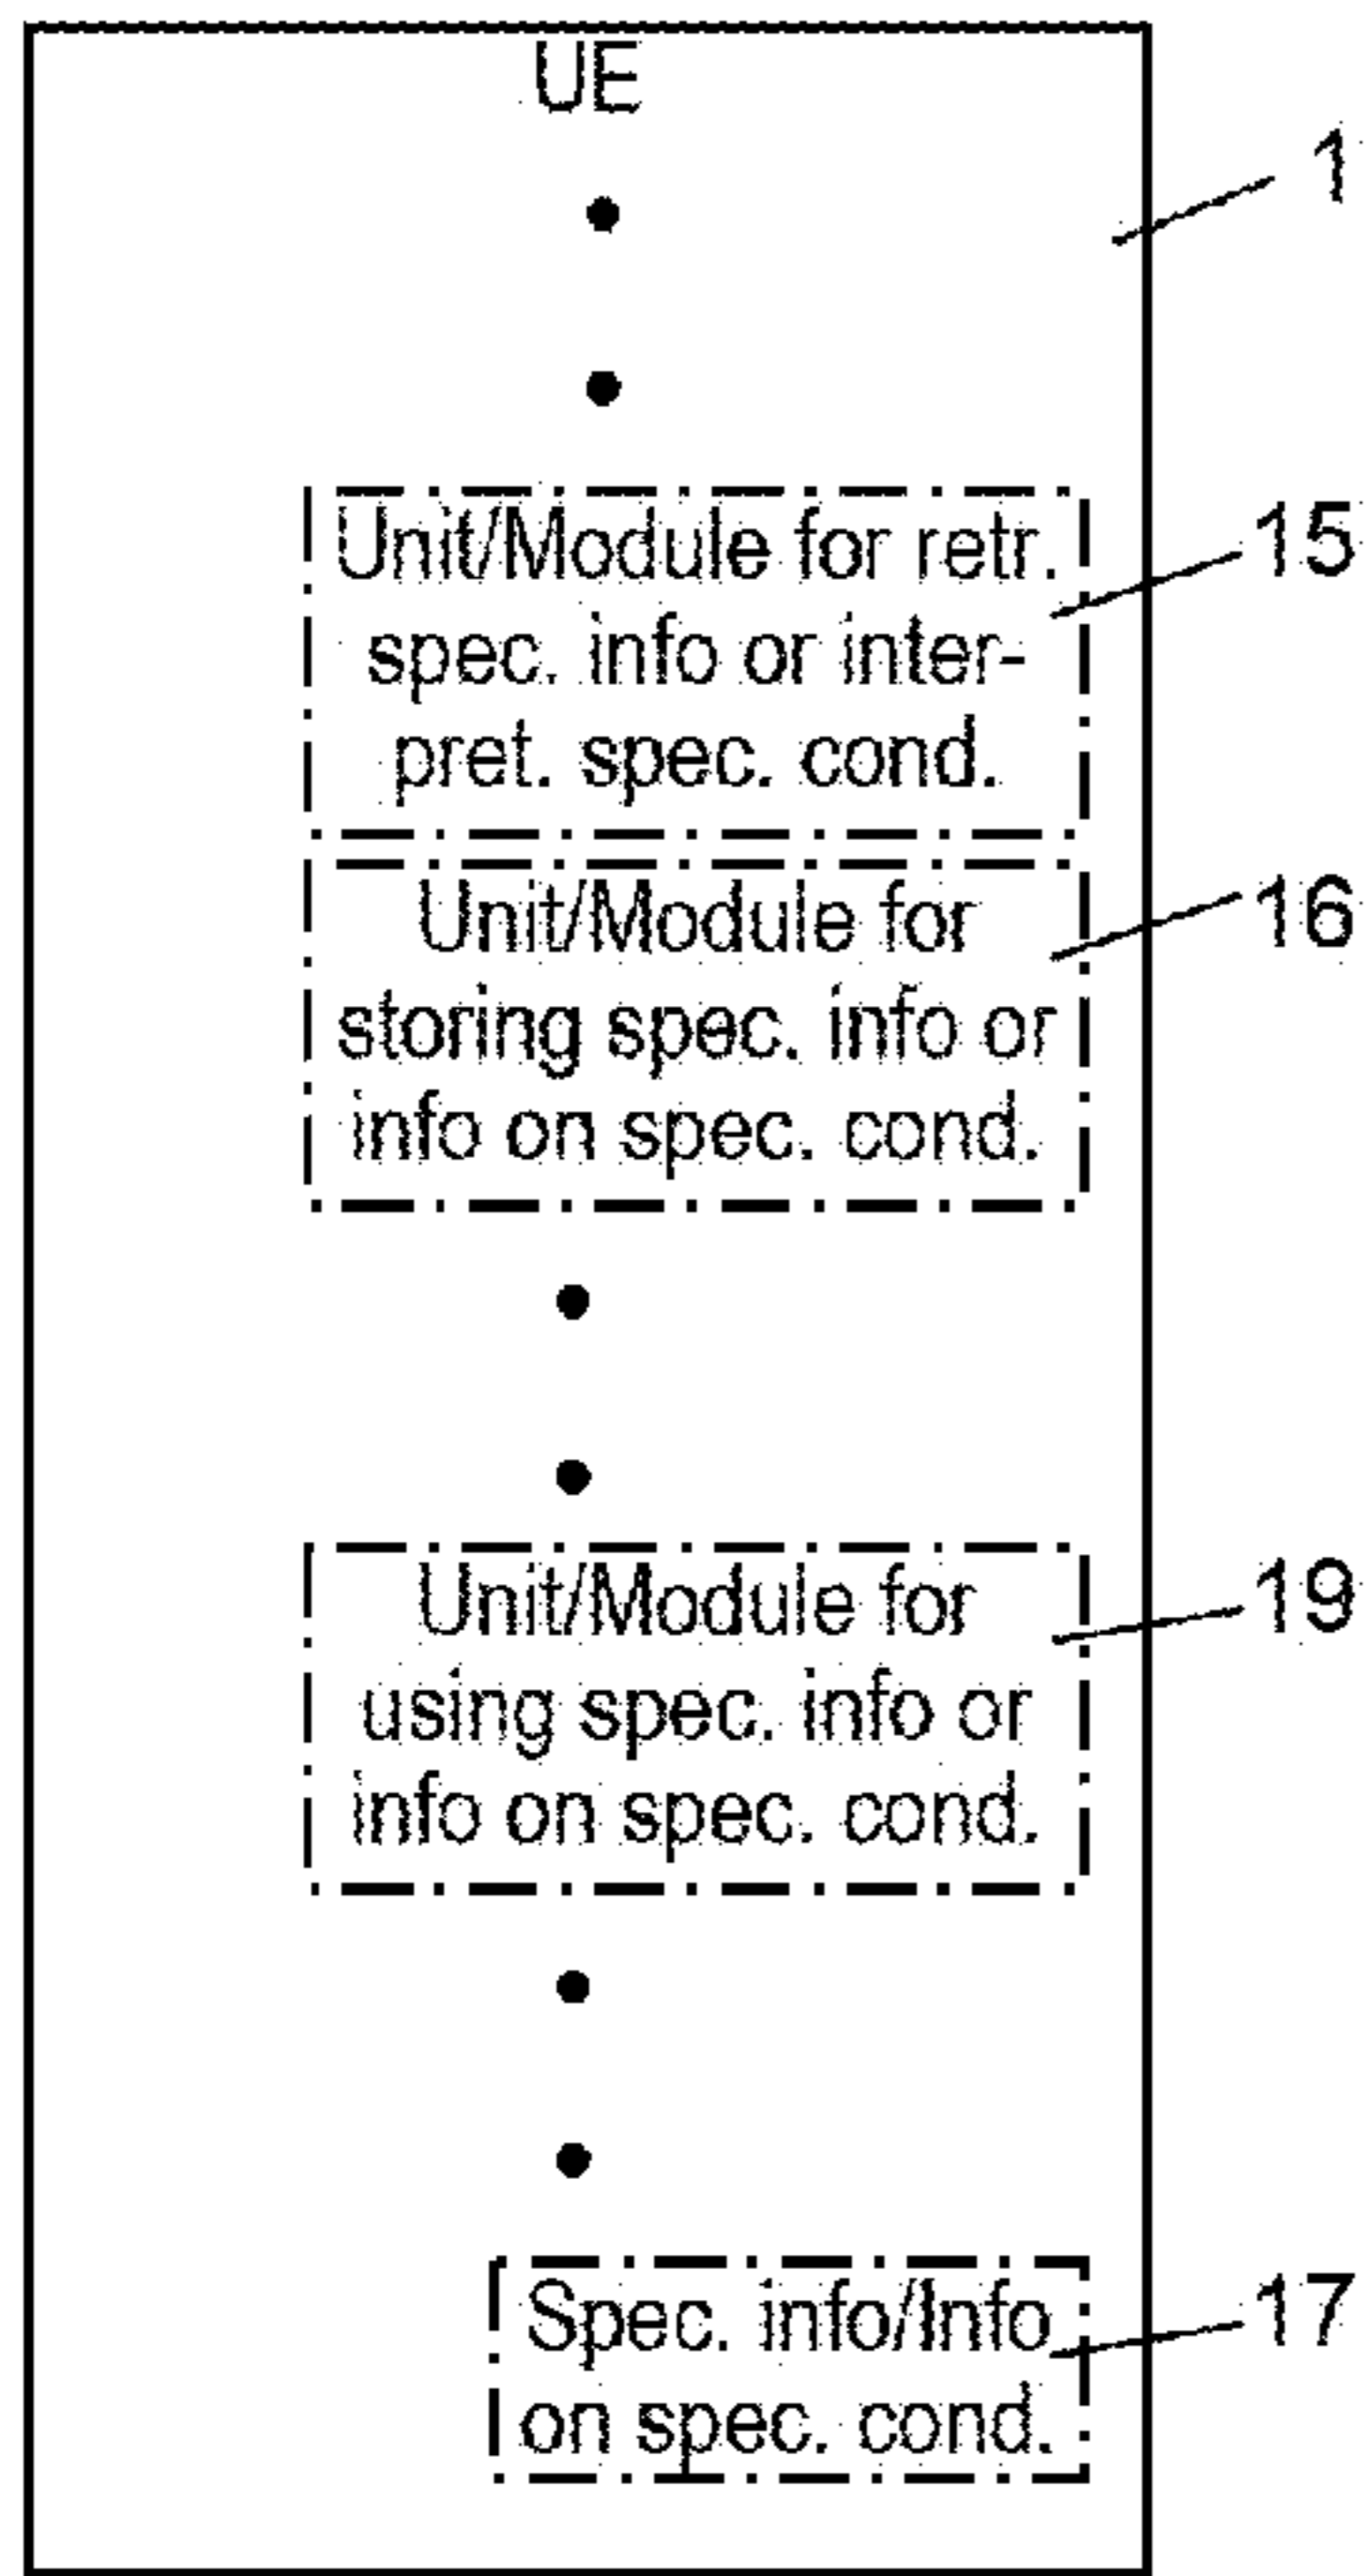 UE
1
Unit/Module for retr.
spec. info or inter-
pret. spec. cond.
15
Unit/Module for
storing spec. info or
info on spec. cond.
16
Unit/Module for
using spec. info or
info on spec. cond.
19
Spec. info/Info
on spec. cond.
17